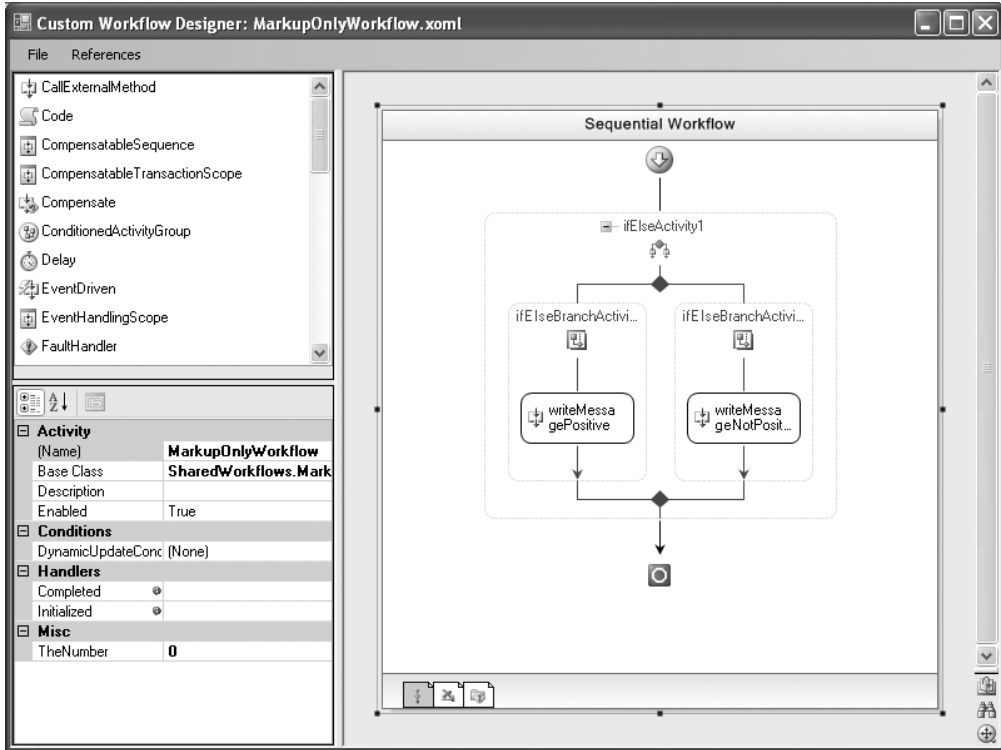 Custom Workflow Designer: MarkupOnlyWorkflow.xoml
File References
CallExternalMethod
Code
CompensatableSequence
CompensatableTransactionScope
Compensate
ConditionedActivityGroup
Delay
EventDriven
EventHandlingScope
FaultHandler
Activity
(Name) MarkupOnlyWorkflow
Base Class SharedWorkflows.Mark
Description
Enabled True
Conditions
DynamicUpdateConc (None)
Handlers
Completed
Initialized
Misc
TheNumber 0
Sequential Workflow
ifElseActivity1
ifElseBranchActivi... ifElseBranchActivi...
writeMessa writeMessa
gePositive geNotPosit...